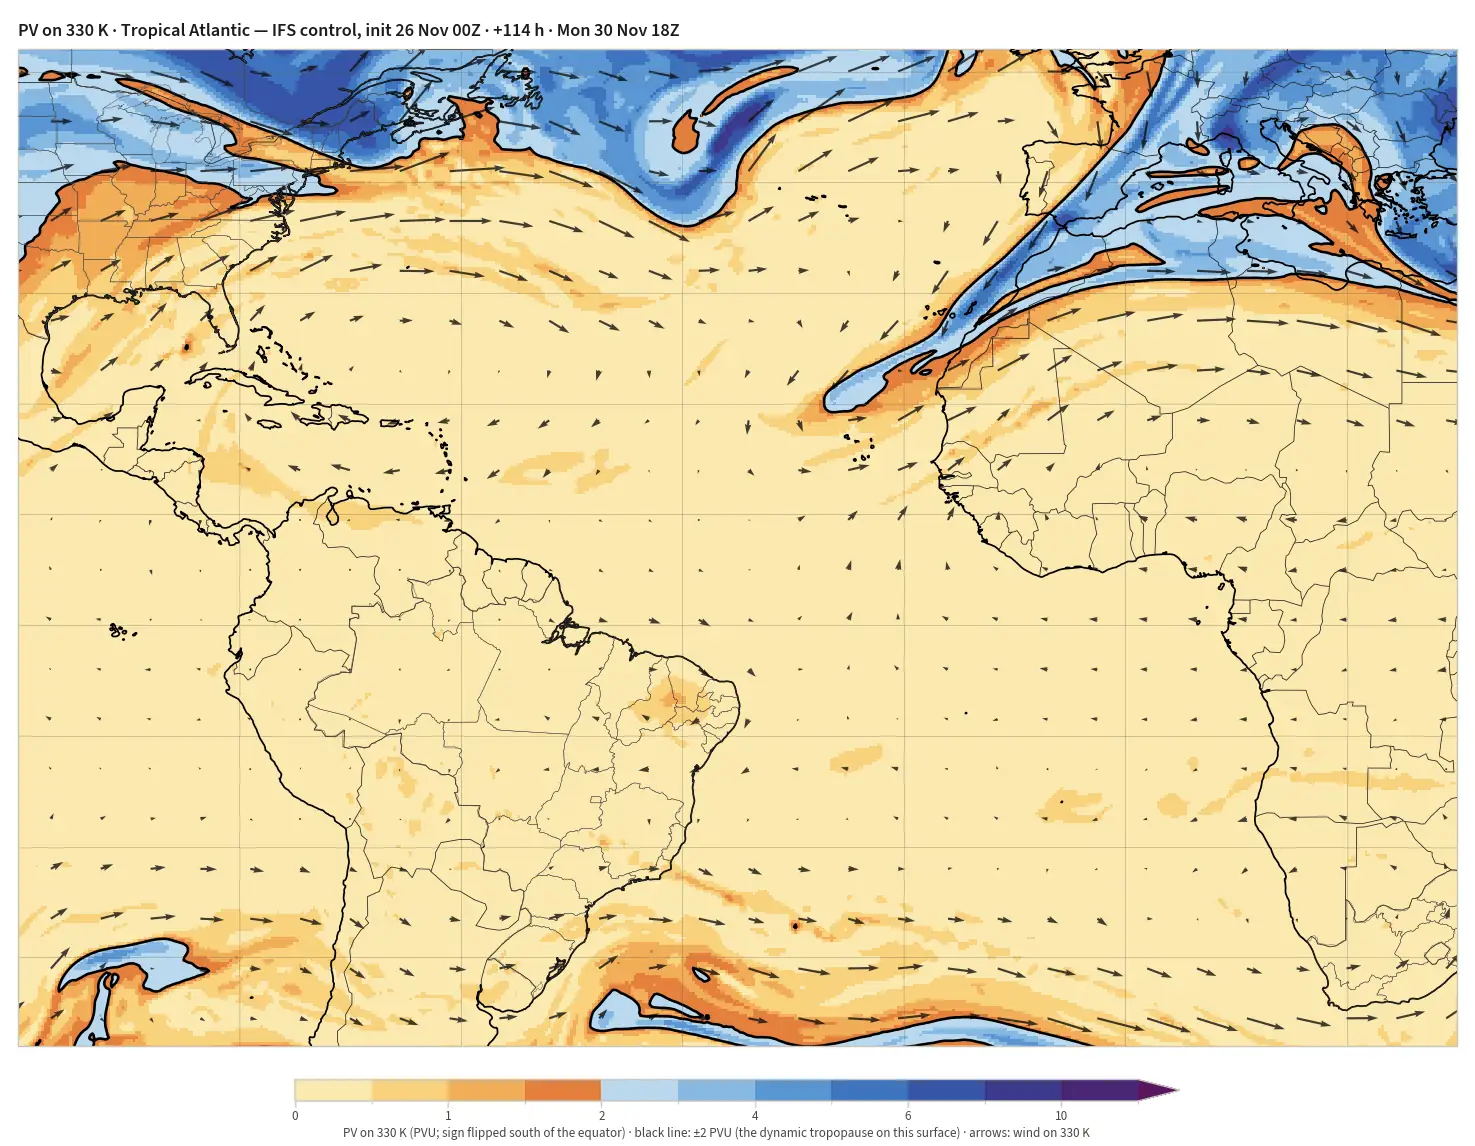 PV on 330 K · Tropical Atlantic — IFS control, init 26 Nov 00Z · +114 h · Mon 30 Nov 18Z
0 1 2 4 6 10
PV on 330 K (PVU; sign flipped south of the equator) · black line: ±2 PVU (the dynamic tropopause on this surface) · arrows: wind on 330 K